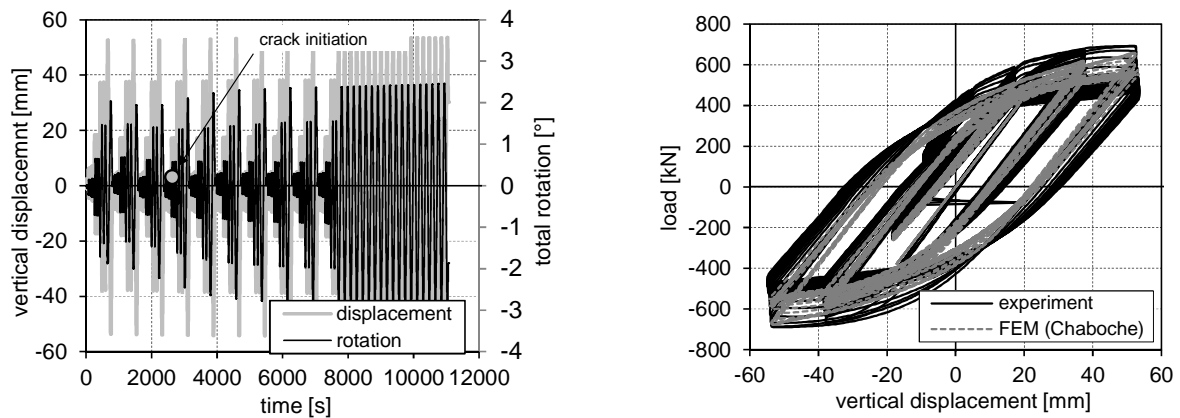 60
40
20
0
-20
-40
-60
vertical displacemnt [mm]
4
3
2
1
0
-1
-2
-3
-4
total rotation [°]
crack initiation
displacement
rotation
0 2000 4000 6000 8000 10000 12000
time [s]
800
600
400
200
0
-200
-400
-600
-800
load [kN]
experiment
FEM (Chaboche)
-60 -40 -20 0 20 40 60
vertical displacement [mm]